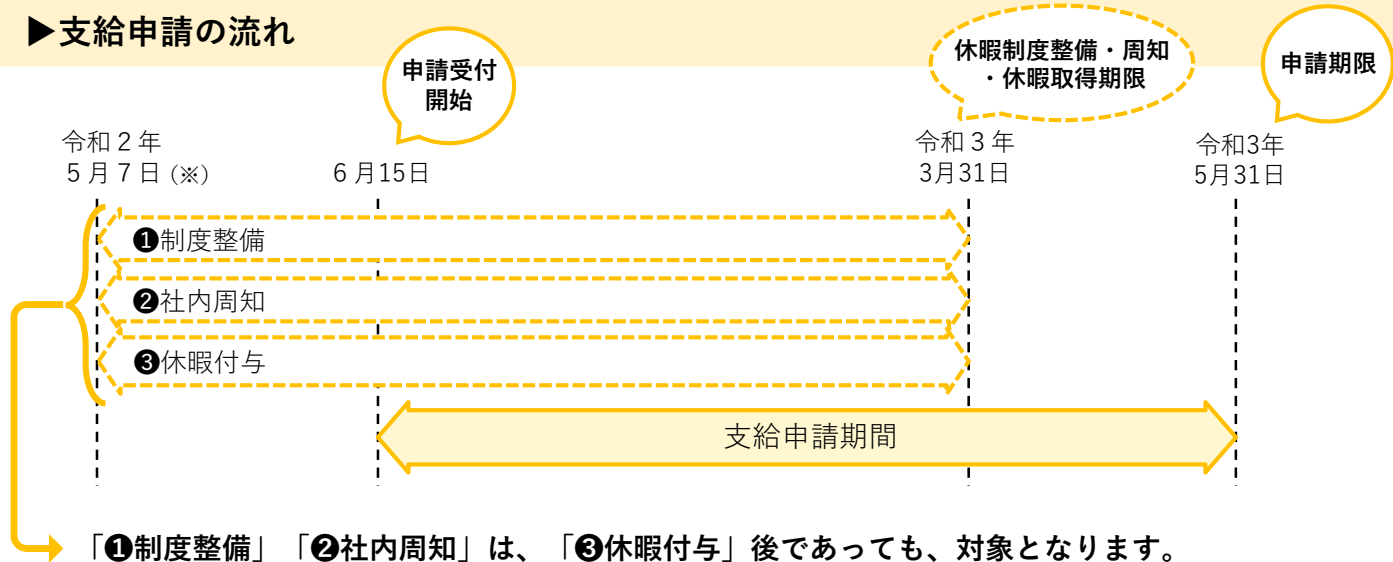 ▶支給申請の流れ
申請受付
開始
休暇制度整備・周知
・休暇取得期限
申請期限
令和２年
５月７日（※）
６月15日
令和３年
3月31日
令和3年
5月31日
❶制度整備
❷社内周知
❸休暇付与
支給申請期間
「❶制度整備」「❷社内周知」は、「❸休暇付与」後であっても、対象となります。